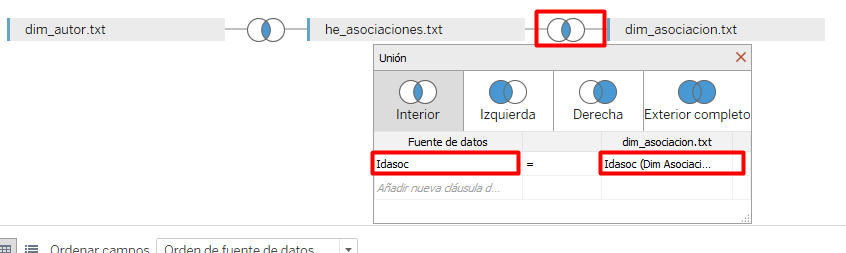 dim_autor.txt he_asociaciones.txt dim_asociacion.txt
Unión
Interior Izquierda Derecha Exterior completo
Fuente de datos dim_asociacion.txt
Idasoc = Idasoc (Dim Asociaci...
Añadir nueva cláusula d...
Ordenar campos Orden de fuente de datos